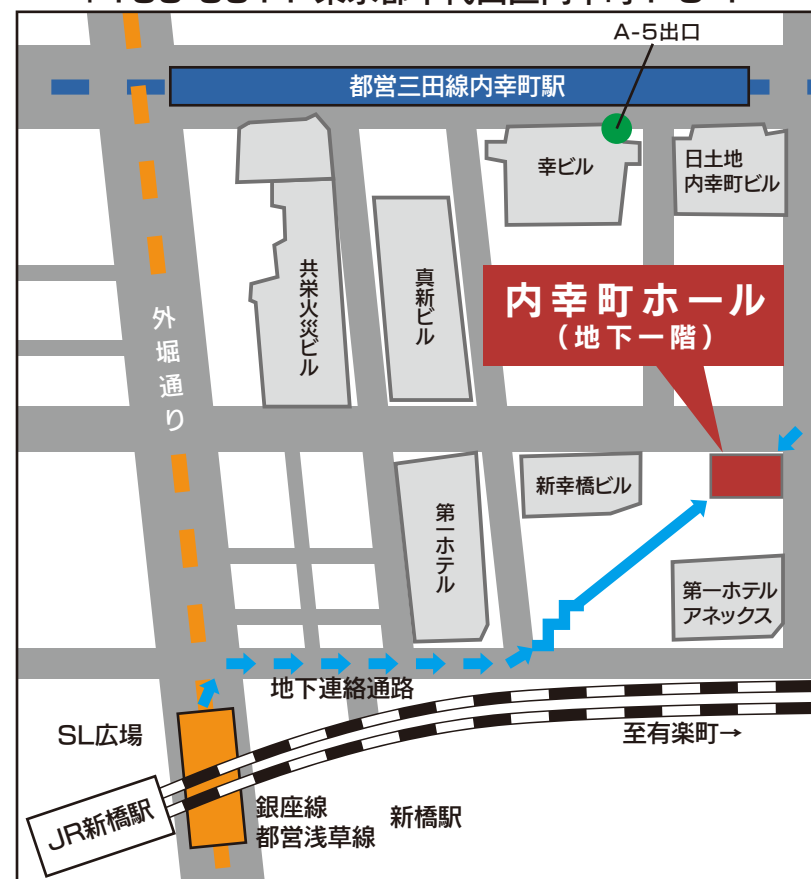 A-5出口
都営三田線内幸町駅
幸ビル
日土地
内幸町ビル
共栄火災ビル
真新ビル
内幸町ホール
(地下一階)
外堀通り
新幸橋ビル
第一ホテル
第一ホテル
アネックス
地下連絡通路
SL広場
至有楽町→
JR新橋駅
銀座線
都営浅草線
新橋駅